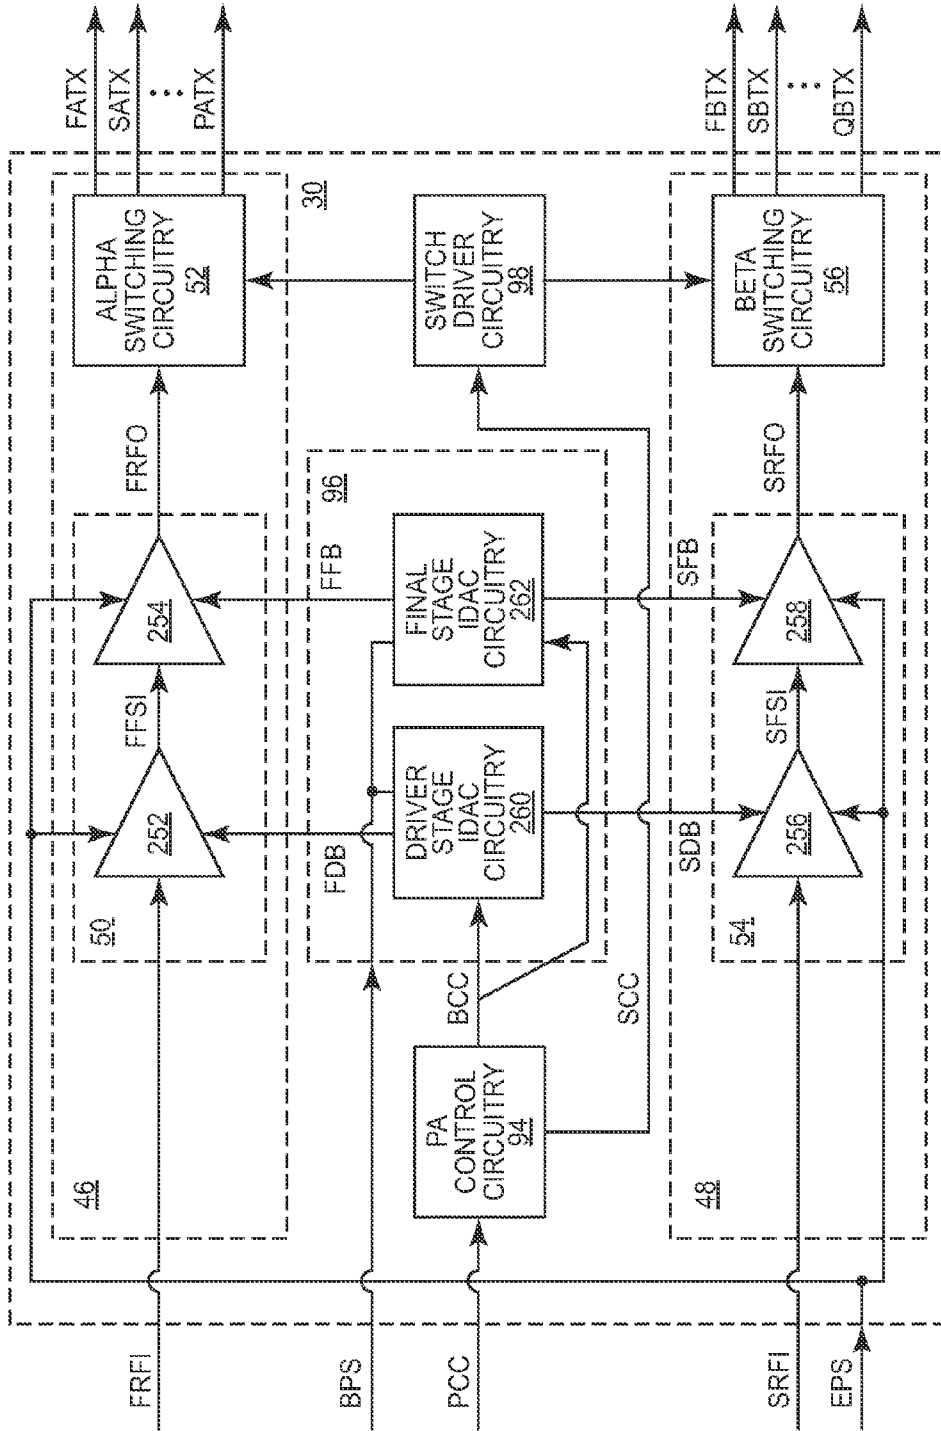 FATX
SATX
PATX
FBTX
SBTX
QBTX
30
ALPHA
SWITCHING
CIRCUITRY
52
SWITCH
DRIVER
CIRCUITRY
98
BETA
SWITCHING
CIRCUITRY
56
FRFO
SRFO
96
254
FFB
FINAL
STAGE
IDAC
CIRCUITRY
262
SFB
258
FFSI
SFSI
252
FDB
DRIVER
STAGE
IDAC
CIRCUITRY
260
SDB
256
50
54
BCC
SCC
PA
CONTROL
CIRCUITRY
94
46
48
FRFI
BPS
PCC
SRFI
EPS